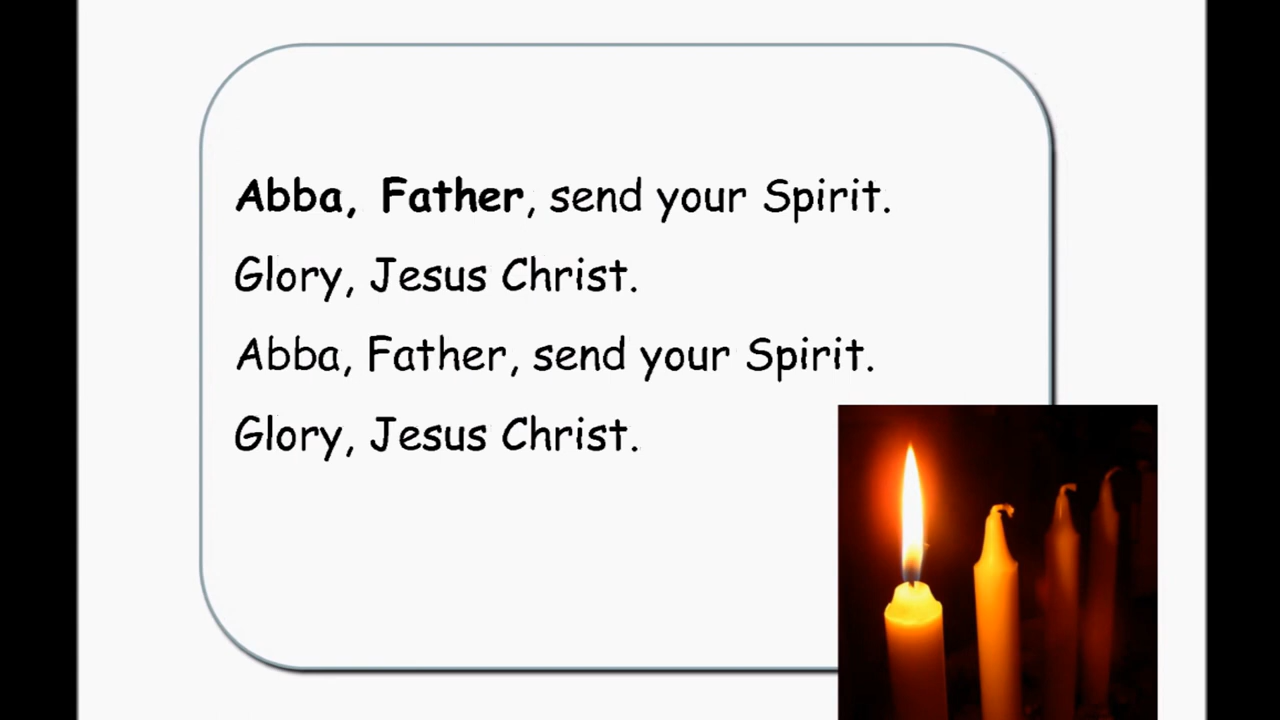 Abba, Father, send your Spirit.
Glory, Jesus Christ.
Abba, Father, send your Spirit.
Glory, Jesus Christ.